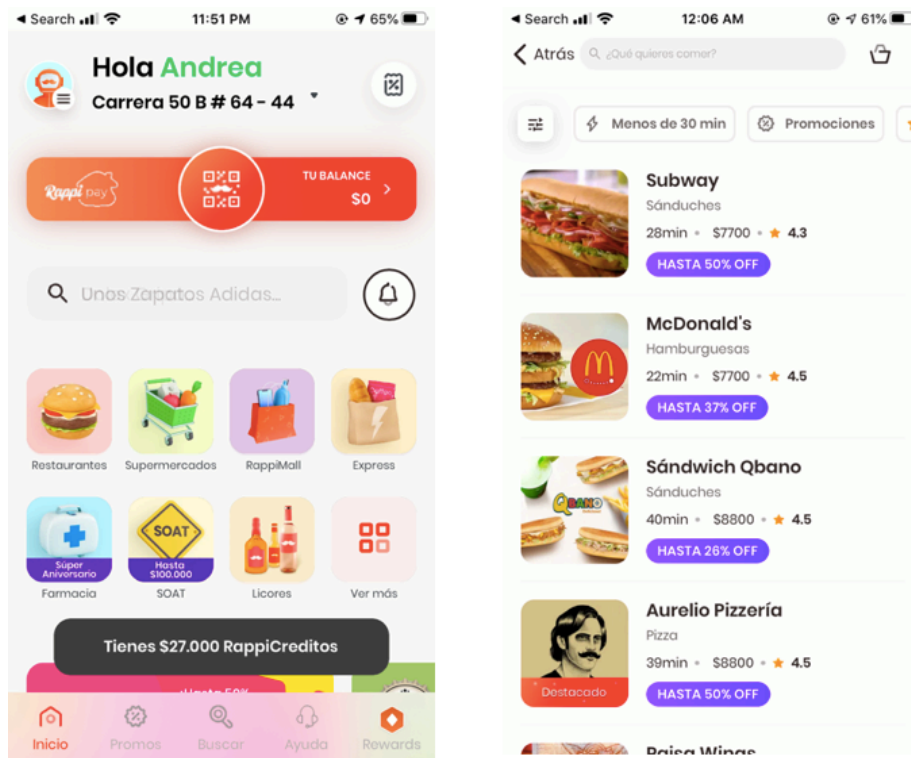 Search
11:51 PM
65%
Hola Andrea
Carrera 50 B # 64 - 44
Rappi pay
TU BALANCE
$0
Unos Zapatos Adidas...
Restaurantes
Supermercados
RappiMall
Express
SOAT
Súper
Aniversario
Hasta
$100.000
Farmacia
SOAT
Licores
Ver más
Tienes $27.000 RappiCreditos
Hasta 50%
Inicio
Promos
Buscar
Ayuda
Rewards
Search
12:06 AM
61%
Atrás
¿Qué quieres comer?
Menos de 30 min
Promociones
Subway
Sánduches
28min • $7700 • ★ 4.3
HASTA 50% OFF
McDonald's
Hamburguesas
22min • $7700 • ★ 4.5
HASTA 37% OFF
QBANO
Sándwich Qbano
Sánduches
40min • $8800 • ★ 4.5
HASTA 26% OFF
Aurelio Pizzería
Pizza
39min • $8800 • ★ 4.5
Destacado
HASTA 50% OFF
Paisa Wings